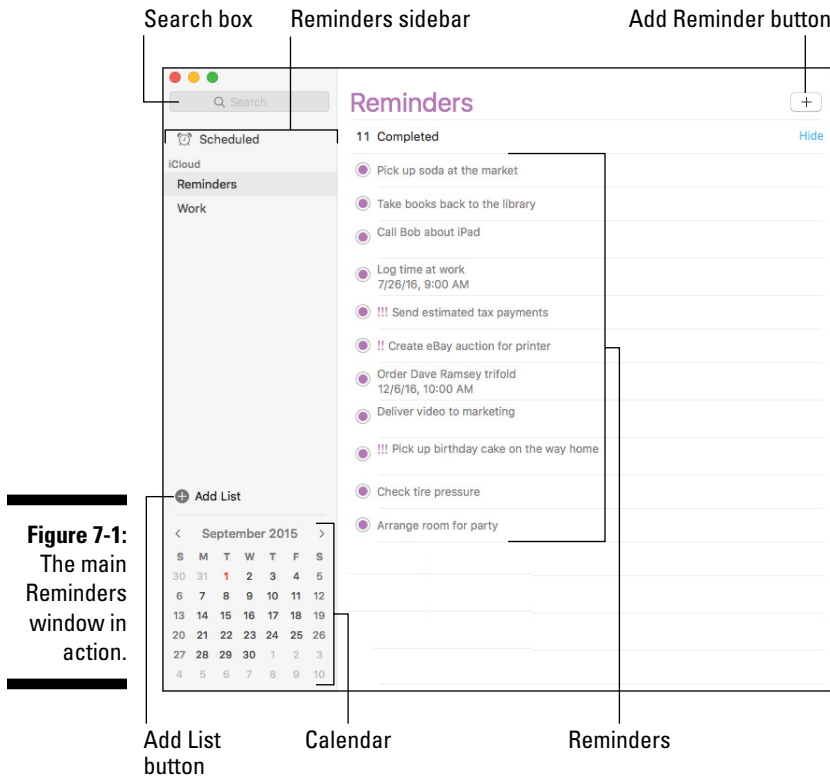 Search box
Reminders sidebar
Add Reminder button
Search
Reminders
+
Scheduled
11 Completed
Hide
iCloud
Reminders
Work
Pick up soda at the market
Take books back to the library
Call Bob about iPad
Log time at work
7/26/16, 9:00 AM
!!! Send estimated tax payments
!! Create eBay auction for printer
Order Dave Ramsey trifold
12/6/16, 10:00 AM
Deliver video to marketing
!!! Pick up birthday cake on the way home
Check tire pressure
Arrange room for party
+ Add List
< September 2015 >
S M T W T F S
30 31 1 2 3 4 5
6 7 8 9 10 11 12
13 14 15 16 17 18 19
20 21 22 23 24 25 26
27 28 29 30 1 2 3
4 5 6 7 8 9 10
Figure 7-1:
The main
Reminders
window in
action.
Add List
button
Calendar
Reminders